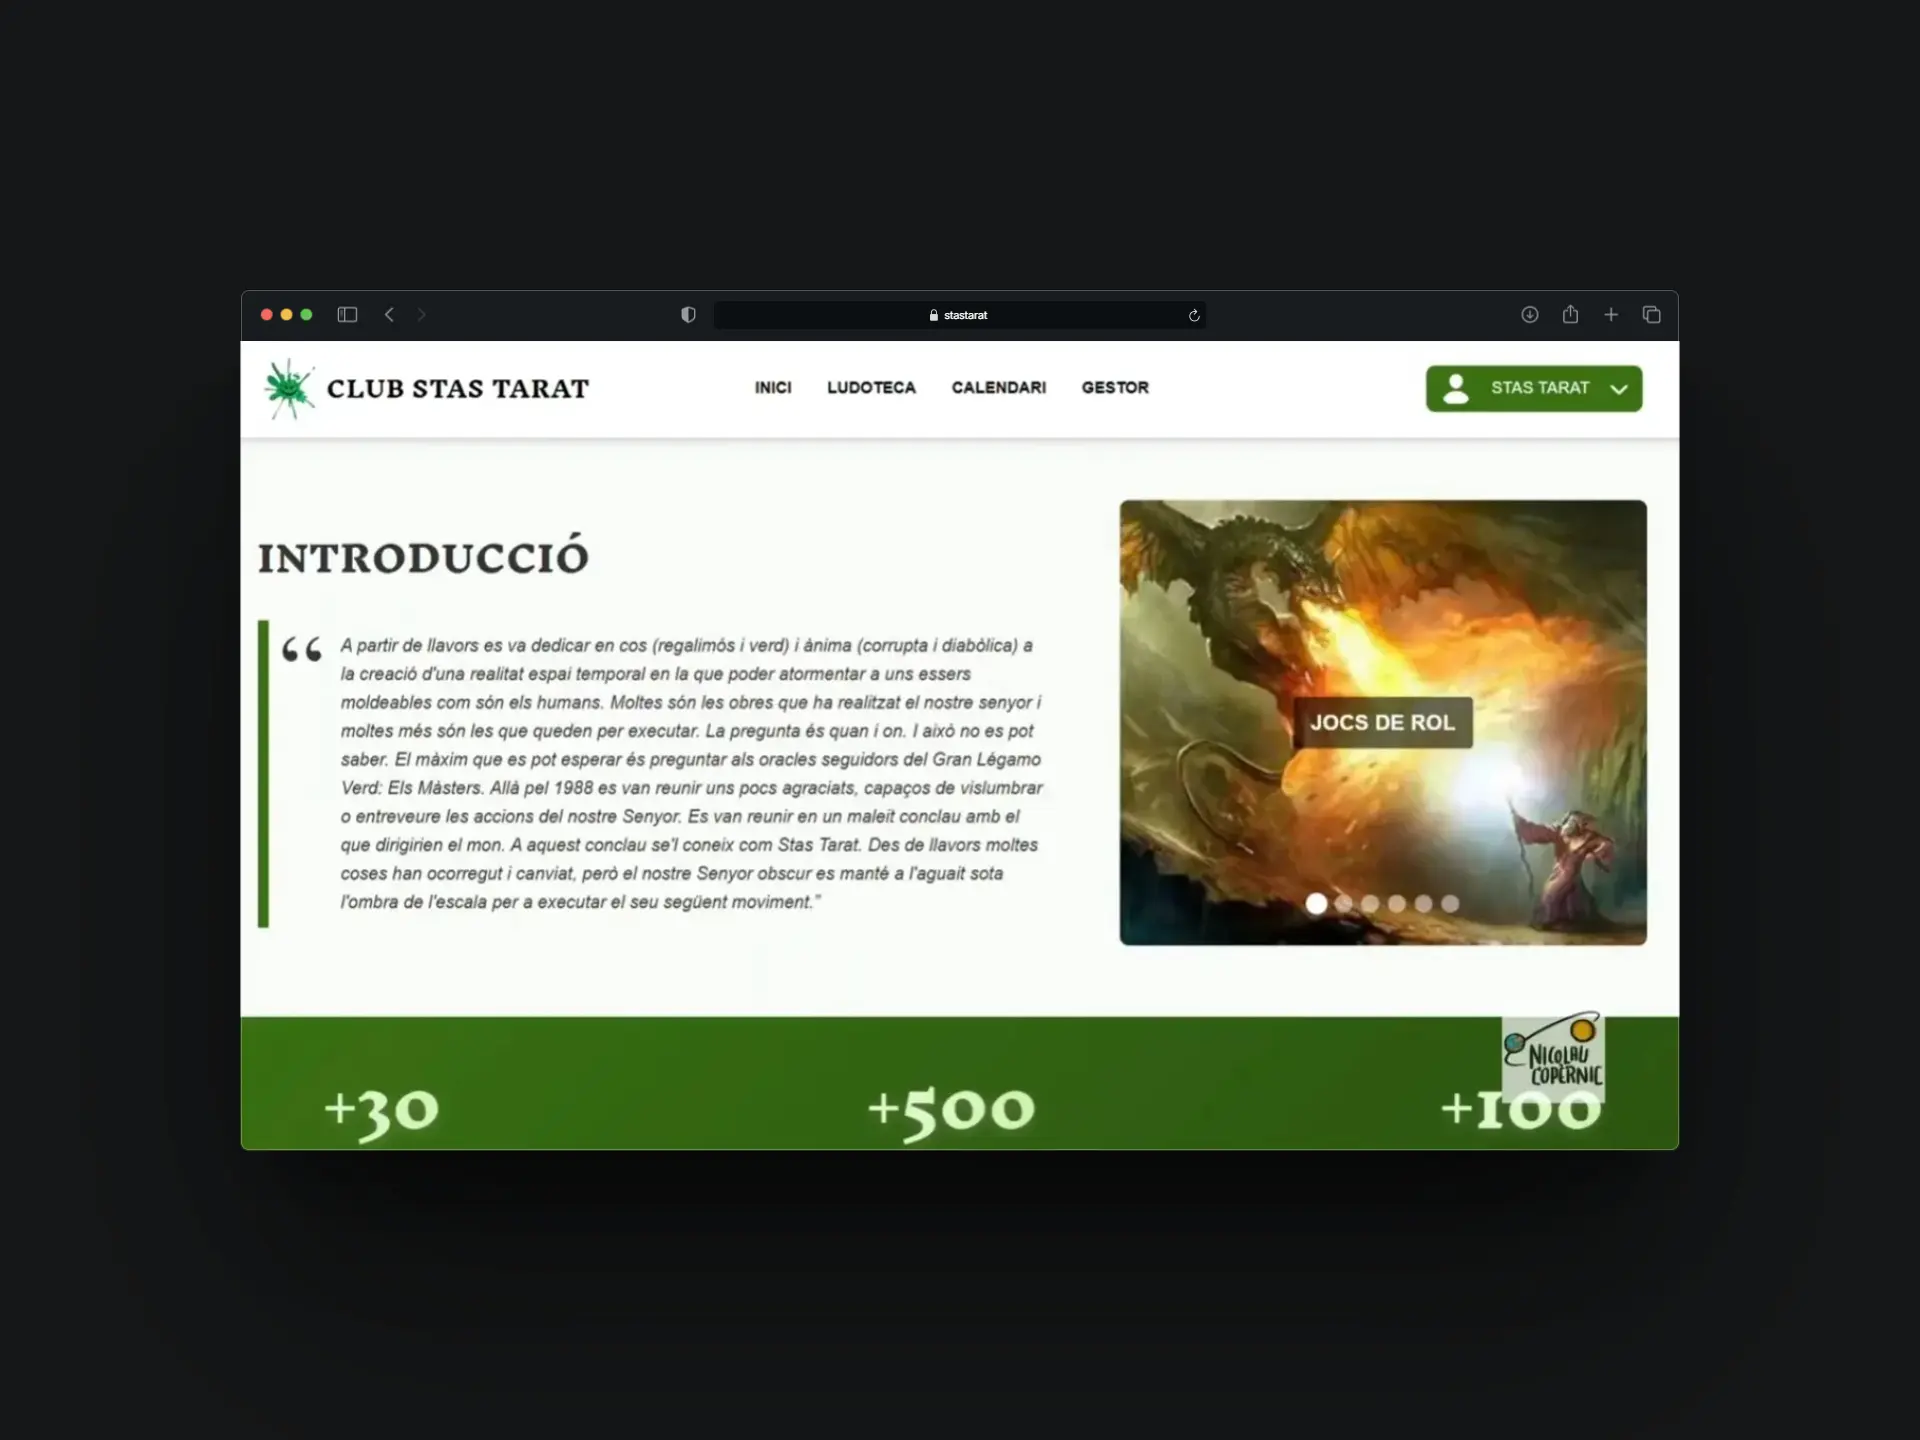 stastarat
CLUB STAS TARAT
INICI LUDOTECA CALENDARI GESTOR
STAS TARAT
INTRODUCCIÓ
“ A partir de llavors es va dedicar en cos (regalimós i verd) i ànima (corrupta i diabòlica) a
la creació d'una realitat espai temporal en la que poder atormentar a uns essers
moldeables com són els humans. Moltes són les obres que ha realitzat el nostre senyor i
moltes més són les que queden per executar. La pregunta és quan i on. I això no es pot
saber. El màxim que es pot esperar és preguntar als oracles seguidors del Gran Légamo
Verd: Els Màsters. Allà pel 1988 es van reunir uns pocs agraciats, capaços de vislumbrar
o entreveure les accions del nostre Senyor. Es van reunir en un maleit conclau amb el
que dirigirien el mon. A aquest conclau se'l coneix com Stas Tarat. Des de llavors moltes
coses han ocorregut i canviat, però el nostre Senyor obscur es manté a l'aguait sota
l'ombra de l'escala per a executar el seu següent moviment.”
JOCS DE ROL
NICOLAU
COPÈRNIC
+30
+500
+100